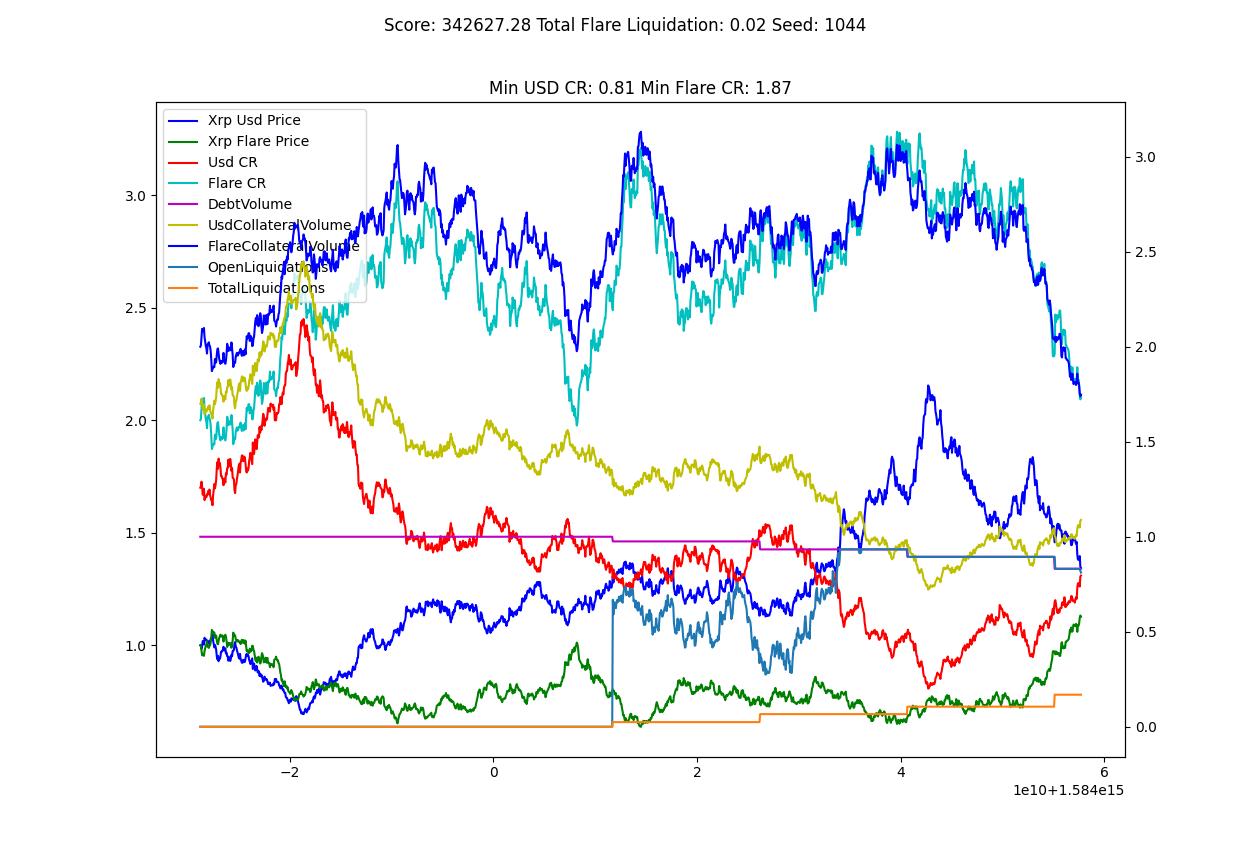 Score: 342627.28 Total Flare Liquidation: 0.02 Seed: 1044
Min USD CR: 0.81 Min Flare CR: 1.87
Xrp Usd Price
Xrp Flare Price
Usd CR
Flare CR
DebtVolume
UsdCollateralVolume
FlareCollateralVolume
OpenLiquidations
TotalLiquidations
3.0
2.5
2.0
1.5
1.0
3.0
2.5
2.0
1.5
1.0
0.5
0.0
−2
0
2
4
6
1e10+1.584e15